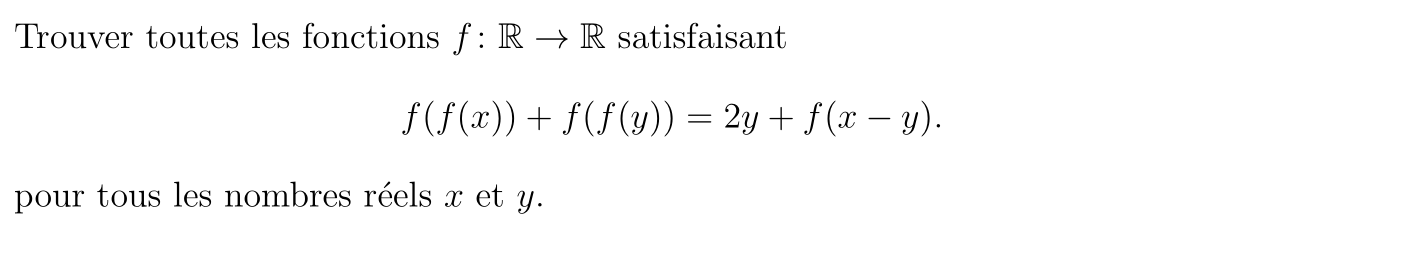 Trouver toutes les fonctions f: ℝ → ℝ satisfaisant
f(f(x)) + f(f(y)) = 2y + f(x − y).
pour tous les nombres réels x et y.